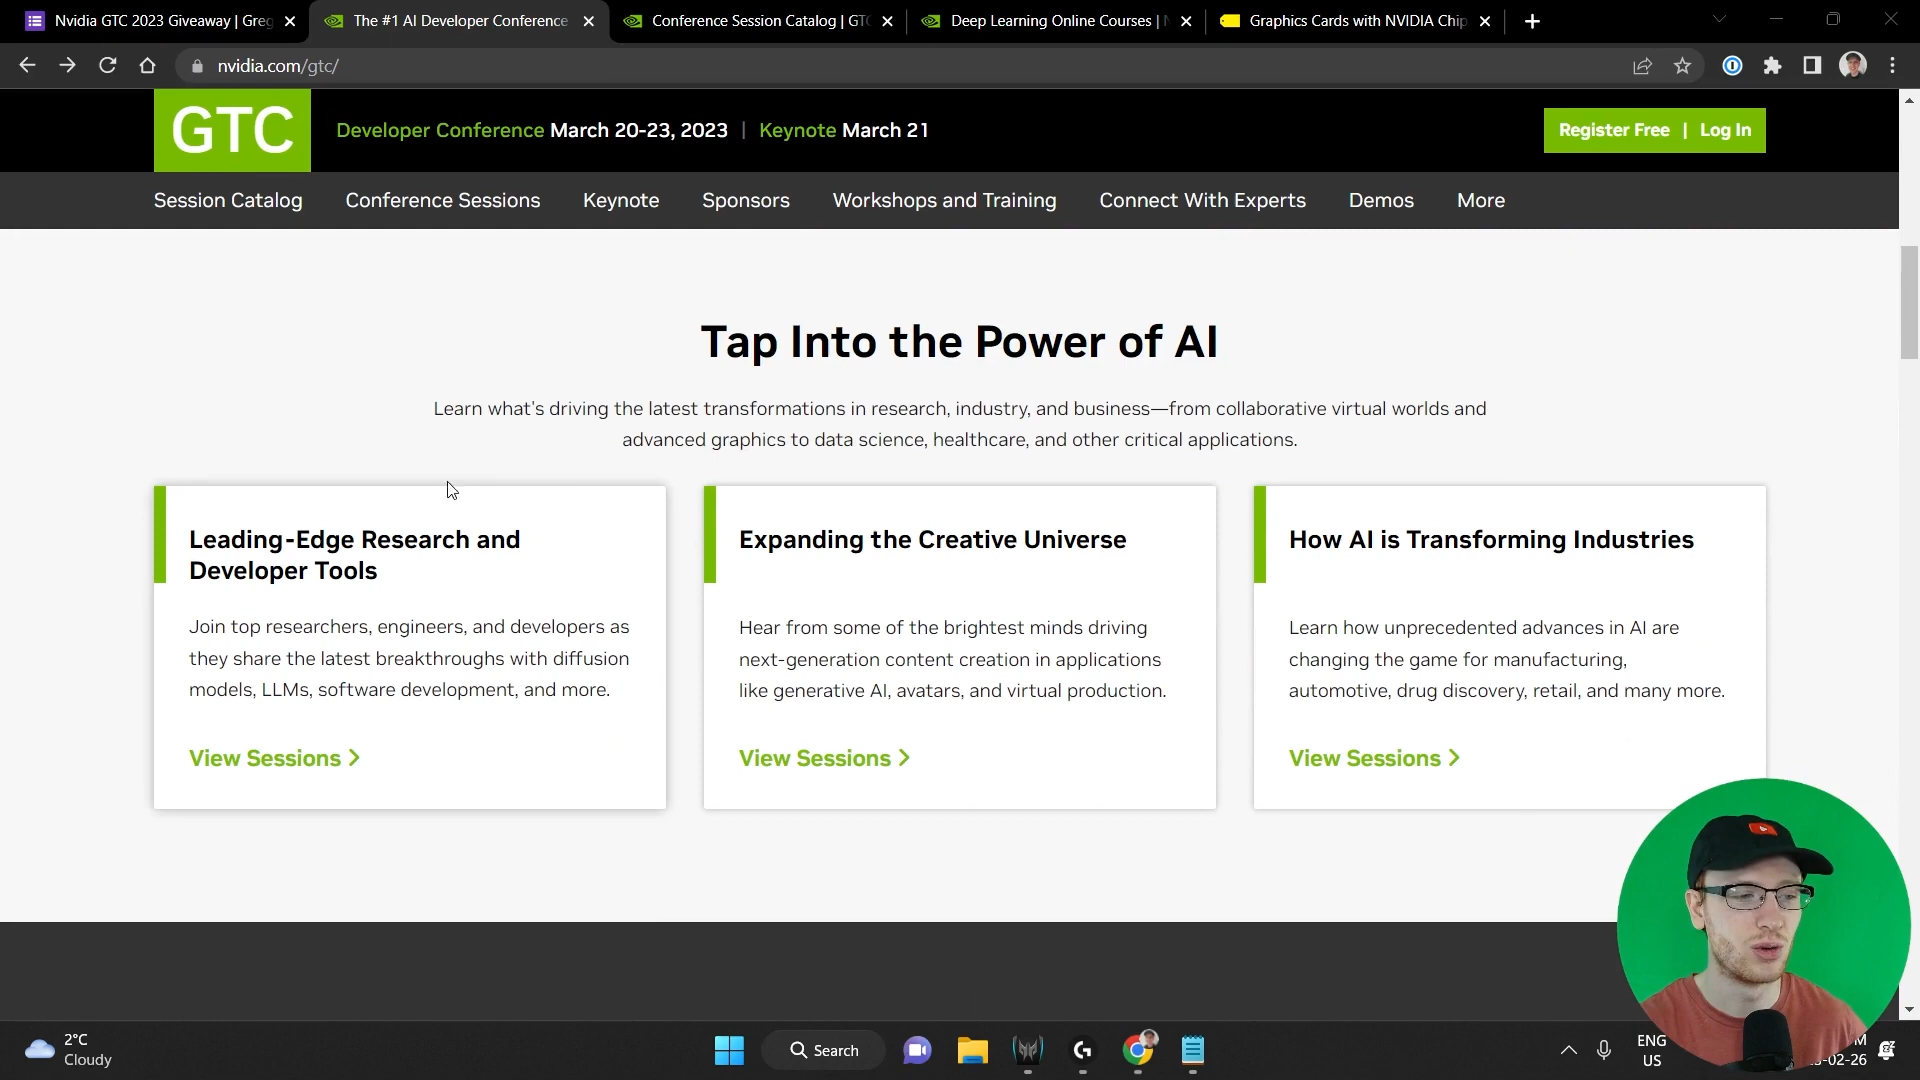 Nvidia GTC 2023 Giveaway | Greg
The #1 AI Developer Conference
Conference Session Catalog | GTC
Deep Learning Online Courses |
Graphics Cards with NVIDIA Chip
nvidia.com/gtc/
GTC
Developer Conference March 20-23, 2023 | Keynote March 21
Register Free | Log In
Session Catalog
Conference Sessions
Keynote
Sponsors
Workshops and Training
Connect With Experts
Demos
More
Tap Into the Power of AI
Learn what's driving the latest transformations in research, industry, and business—from collaborative virtual worlds and
advanced graphics to data science, healthcare, and other critical applications.
Leading-Edge Research and
Developer Tools
Join top researchers, engineers, and developers as
they share the latest breakthroughs with diffusion
models, LLMs, software development, and more.
View Sessions
Expanding the Creative Universe
Hear from some of the brightest minds driving
next-generation content creation in applications
like generative AI, avatars, and virtual production.
View Sessions
How AI is Transforming Industries
Learn how unprecedented advances in AI are
changing the game for manufacturing,
automotive, drug discovery, retail, and many more.
View Sessions
2°C
Cloudy
Search
ENG
US
-02-26